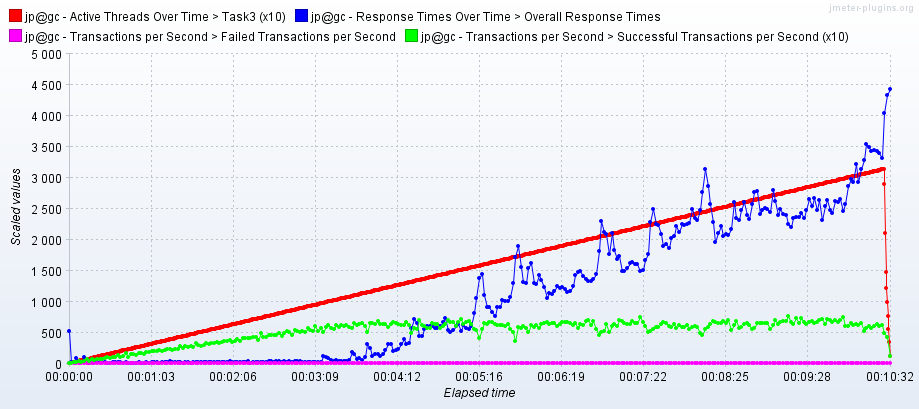 jmeter-plugins.org
jp@gc - Active Threads Over Time > Task3 (x10) jp@gc - Response Times Over Time > Overall Response Times
jp@gc - Transactions per Second > Failed Transactions per Second jp@gc - Transactions per Second > Successful Transactions per Second (x10)
5 000
4 500
4 000
3 500
3 000
2 500
2 000
1 500
1 000
500
0
Scaled values
00:00:00 00:01:03 00:02:06 00:03:09 00:04:12 00:05:16 00:06:19 00:07:22 00:08:25 00:09:28 00:10:32
Elapsed time